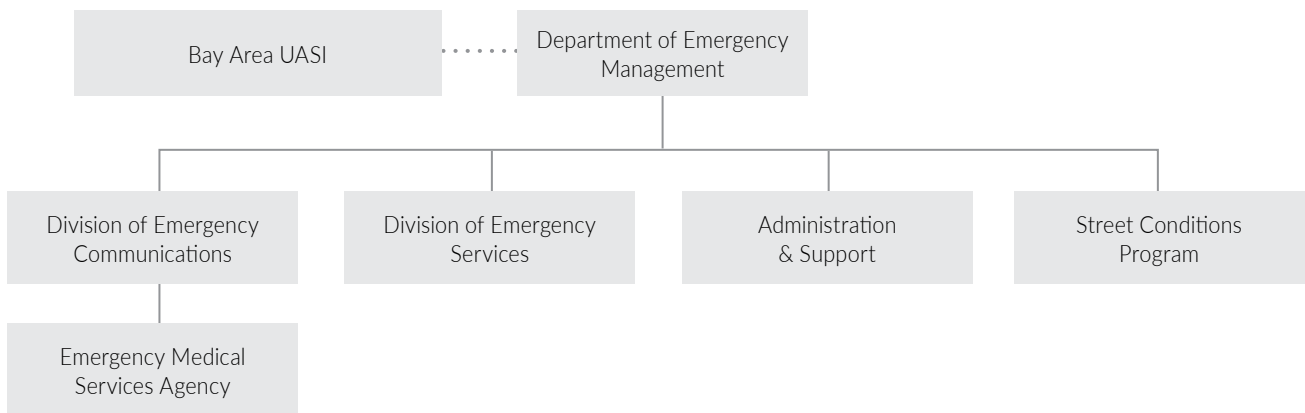 Bay Area UASI
Department of Emergency
Management
Division of Emergency
Communications
Division of Emergency
Services
Administration
& Support
Street Conditions
Program
Emergency Medical
Services Agency